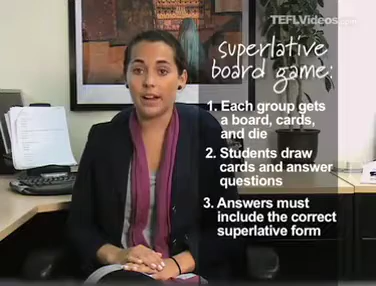 TEFLVideos.com
superlative
board game:
1. Each group gets
a board, cards,
and die
2. Students draw
cards and answer
questions
3. Answers must
include the correct
superlative form